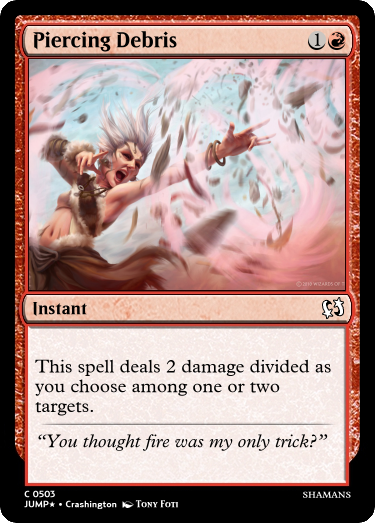 Piercing Debris 1
Instant
This spell deals 2 damage divided as
you choose among one or two
targets.
“You thought fire was my only trick?”
C 0503
JUMP★ • Crashington Tony Foti
SHAMANS